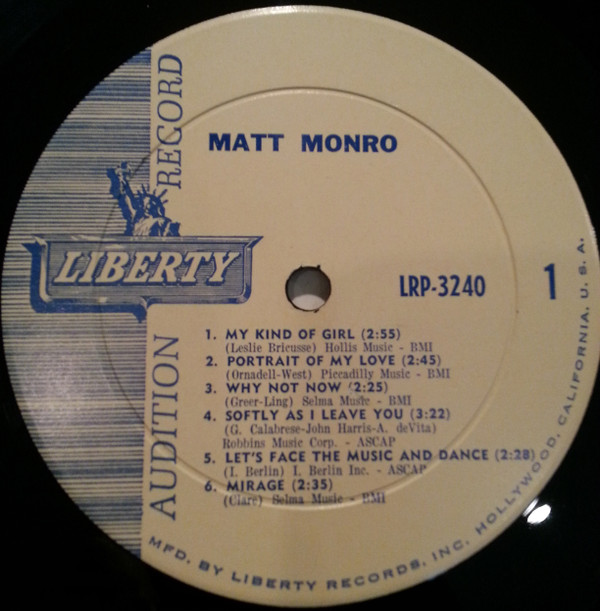 AUDITION RECORD
LIBERTY
MATT MONRO
LRP-3240
1
1. MY KIND OF GIRL (2:55)
(Leslie Bricusse) Hollis Music - BMI
2. PORTRAIT OF MY LOVE (2:45)
(Ornadell-West) Piccadilly Music - BMI
3. WHY NOT NOW (2:25)
(Greer-Ling) Selma Music - BMI
4. SOFTLY AS I LEAVE YOU (3:22)
(G. Calabrese-John Harris-A. deVita)
Robbins Music Corp. - ASCAP
5. LET'S FACE THE MUSIC AND DANCE (2:28)
(I. Berlin) I. Berlin Inc. - ASCAP
6. MIRAGE (2:35)
(Clare) Selma Music - BMI
MFD. BY LIBERTY RECORDS, INC. HOLLYWOOD, CALIFORNIA, U. S. A.